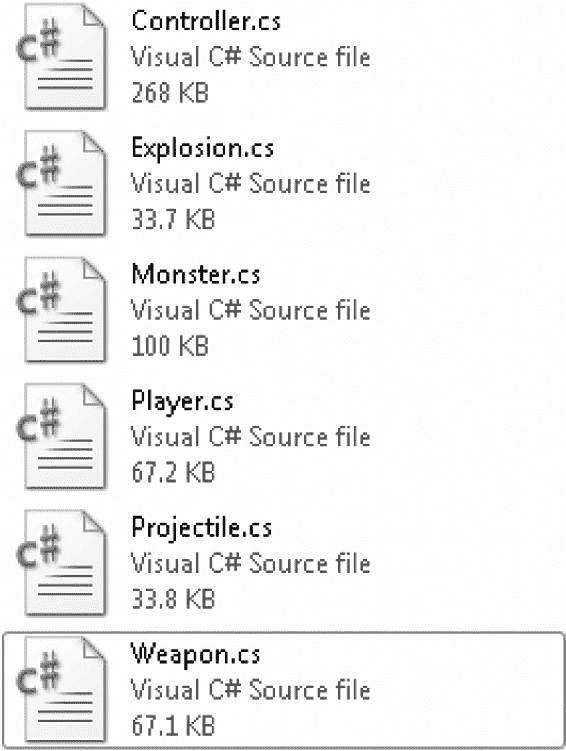 C#
Controller.cs
Visual C# Source file
268 KB
C#
Explosion.cs
Visual C# Source file
33.7 KB
C#
Monster.cs
Visual C# Source file
100 KB
C#
Player.cs
Visual C# Source file
67.2 KB
C#
Projectile.cs
Visual C# Source file
33.8 KB
C#
Weapon.cs
Visual C# Source file
67.1 KB